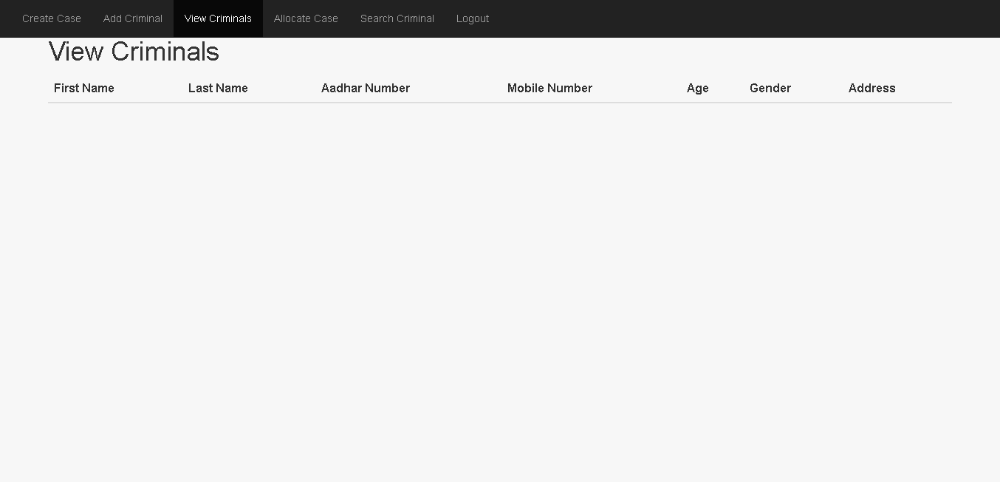 Create Case Add Criminal View Criminals Allocate Case Search Criminal Logout
View Criminals
First Name Last Name Aadhar Number Mobile Number Age Gender Address